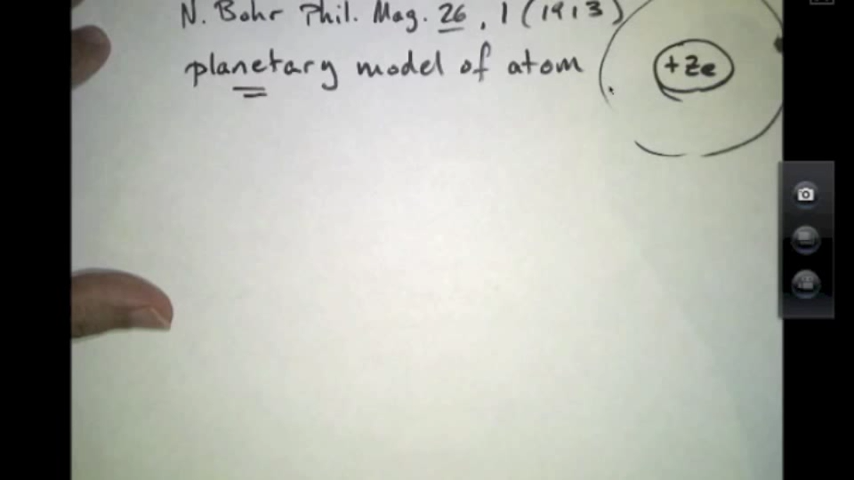 N. Bohr Phil. Mag. 26, 1 (1913)
planetary model of atom
+Ze